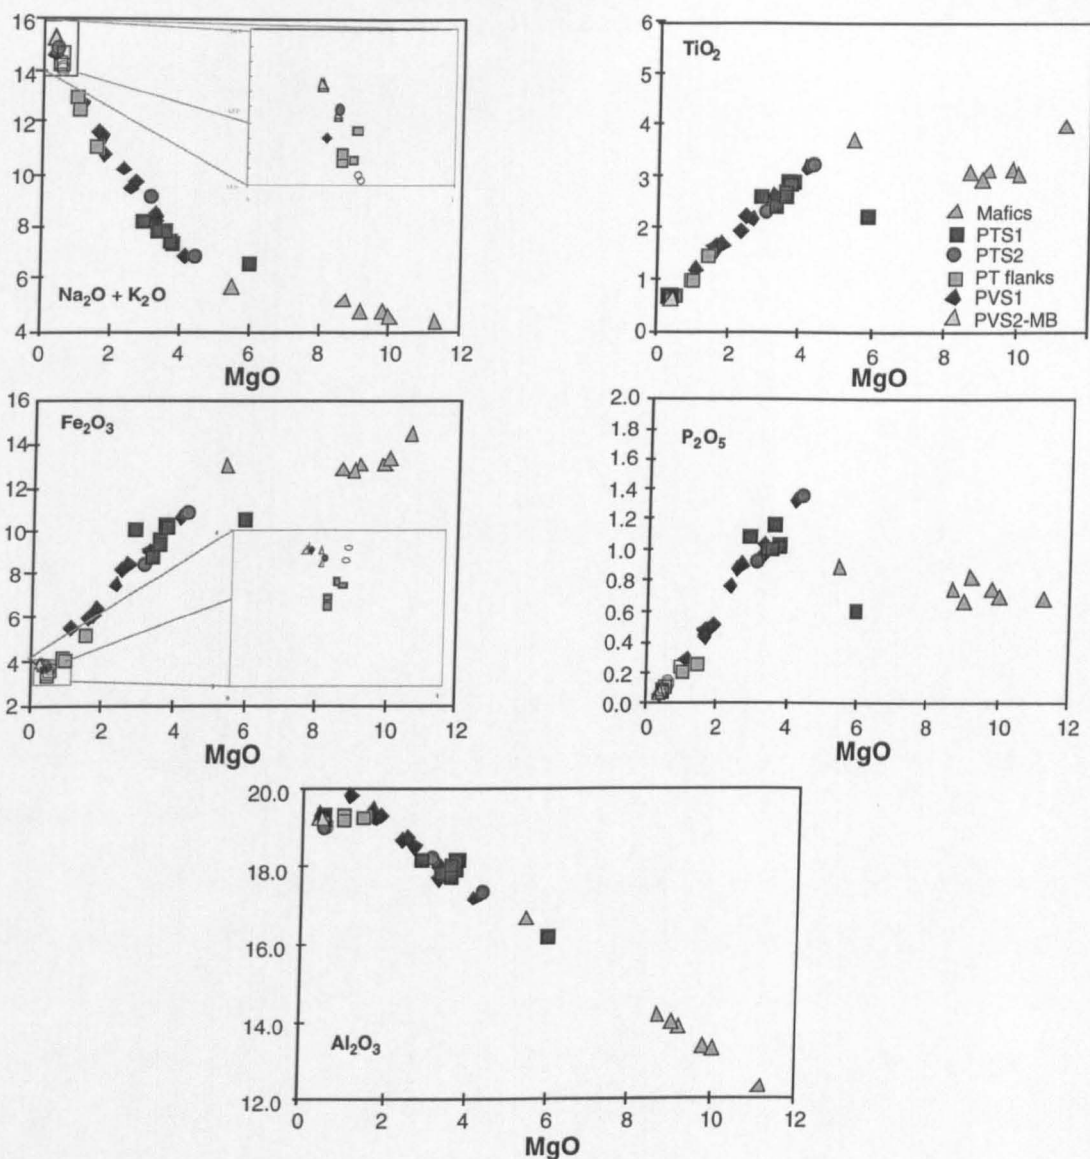 16
14
12
10
8
6
4
Na₂O + K₂O
0 2 4 6 8 10 12
MgO
6
5
4
3
2
1
0
TiO₂
Mafics
PTS1
PTS2
PT flanks
PVS1
PVS2-MB
0 2 4 6 8 10
MgO
16
14
12
10
8
6
4
2
Fe₂O₃
0 2 4 6 8 10 12
MgO
2.0
1.8
1.6
1.4
1.2
1.0
0.8
0.6
0.4
0.2
0.0
P₂O₅
0 2 4 6 8 10 12
MgO
20.0
18.0
16.0
14.0
12.0
Al₂O₃
0 2 4 6 8 10 12
MgO